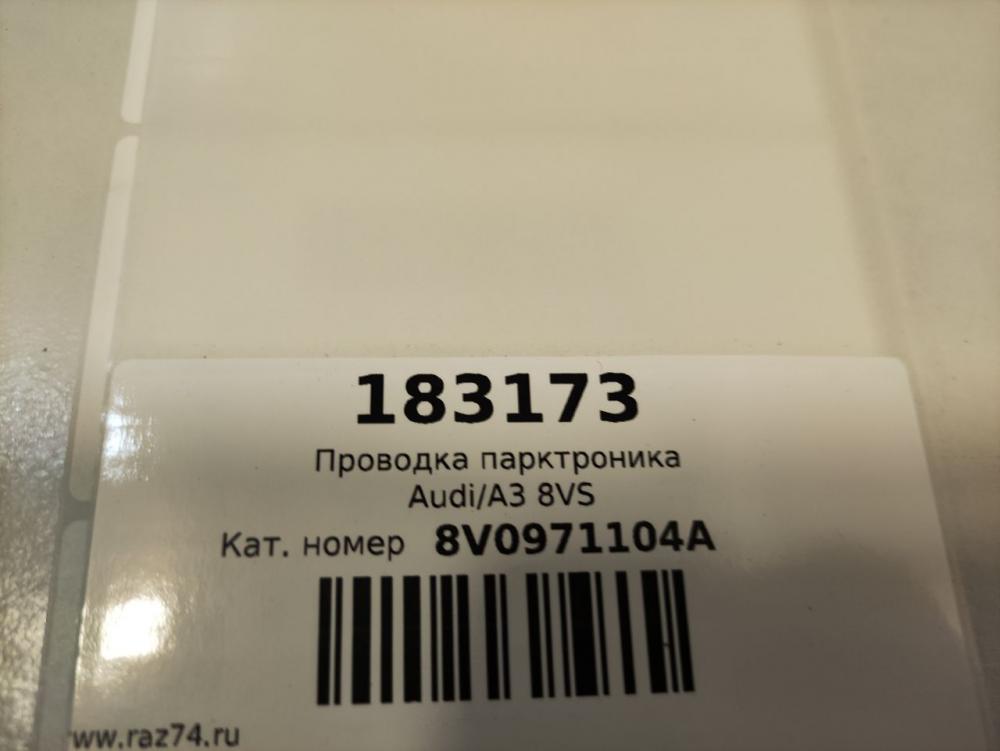 183173
Проводка парктроника
Audi/A3 8VS
Кат. номер 8V0971104A
www.raz74.ru